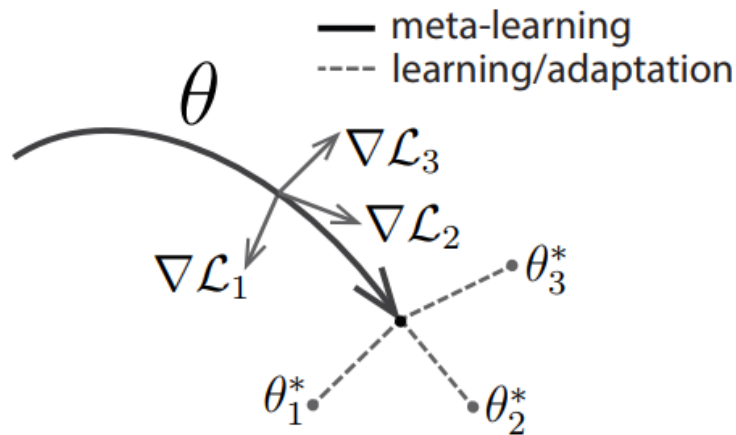 meta-learning
learning/adaptation
θ
∇ℒ₃
∇ℒ₂
∇ℒ₁
θ₃*
θ₁*
θ₂*